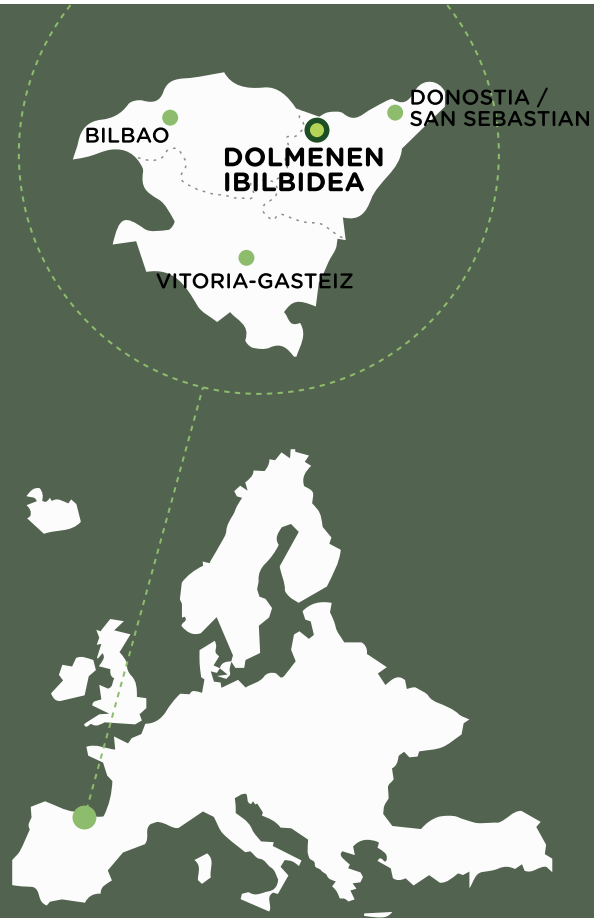 DONOSTIA /
SAN SEBASTIAN
BILBAO
DOLMENEN
IBILBIDEA
VITORIA-GASTEIZ